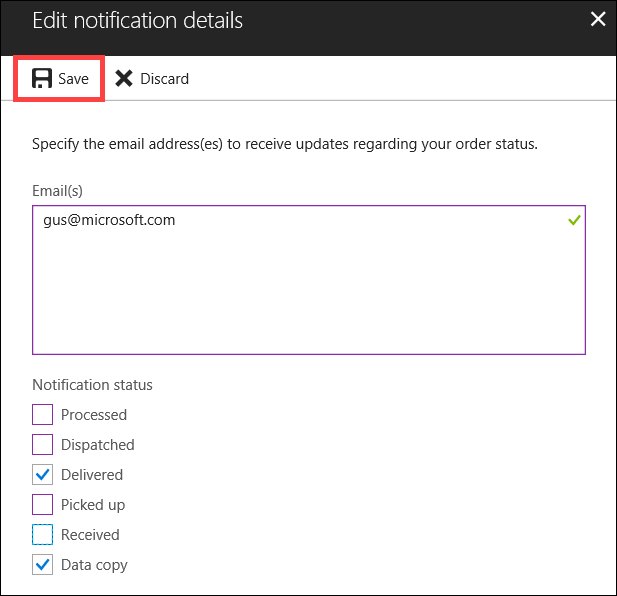 Edit notification details
Save
Discard
Specify the email address(es) to receive updates regarding your order status.
Email(s)
gus@microsoft.com
Notification status
Processed
Dispatched
Delivered
Picked up
Received
Data copy